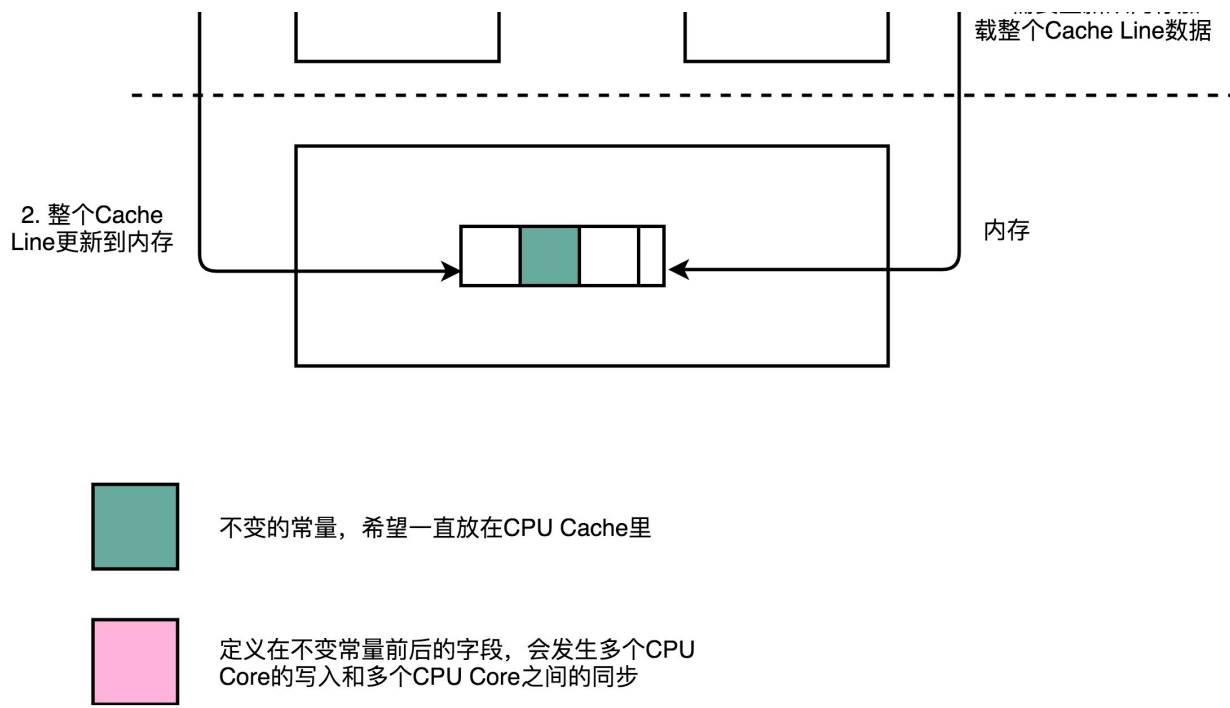 载整个Cache Line数据
2. 整个Cache
Line更新到内存
内存
不变的常量，希望一直放在CPU Cache里
定义在不变常量前后的字段，会发生多个CPU
Core的写入和多个CPU Core之间的同步